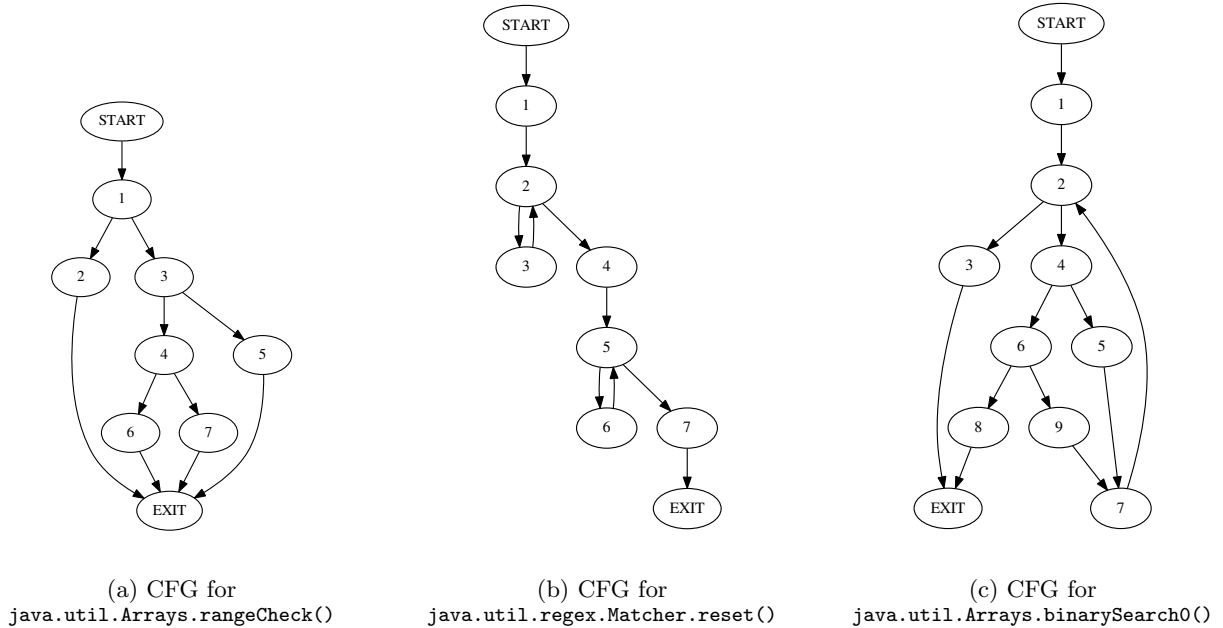 START
1
2
3
4
5
6
7
EXIT
(a) CFG for
java.util.Arrays.rangeCheck()
START
1
2
3
4
5
6
7
EXIT
(b) CFG for
java.util.regex.Matcher.reset()
START
1
2
3
4
6
5
8
9
EXIT
7
(c) CFG for
java.util.Arrays.binarySearch0()